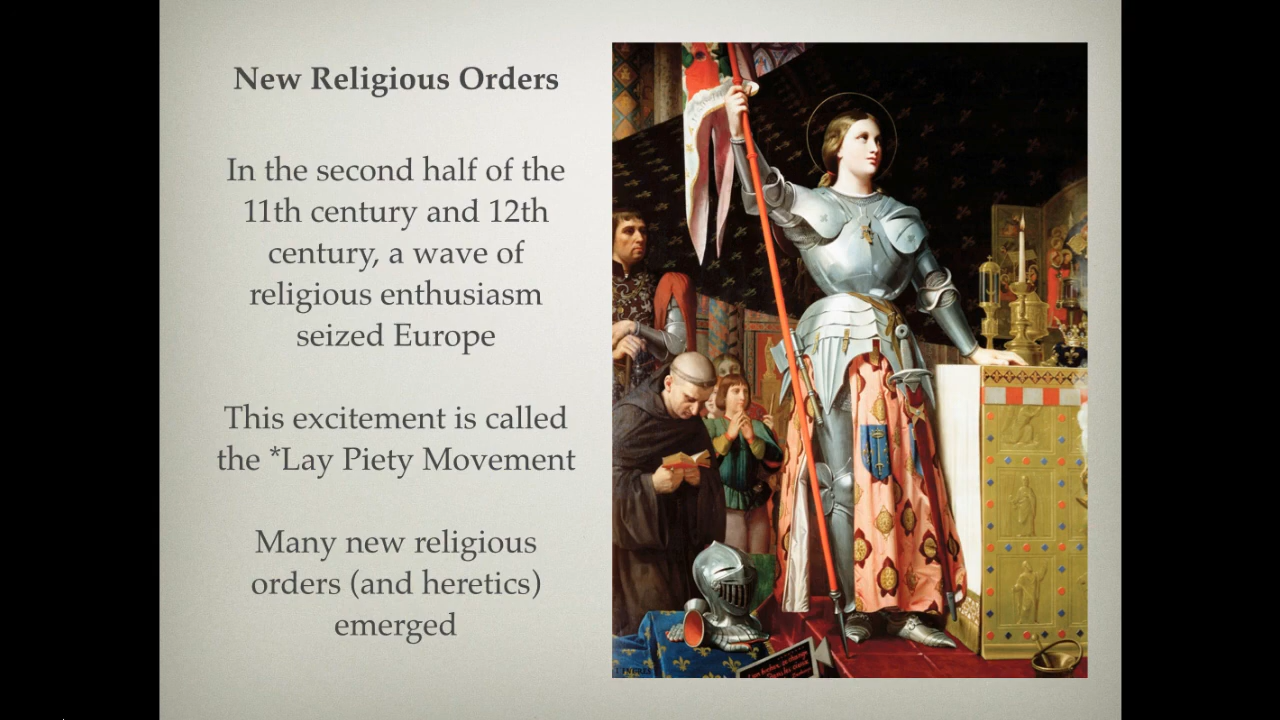 New Religious Orders
In the second half of the
11th century and 12th
century, a wave of
religious enthusiasm
seized Europe
This excitement is called
the *Lay Piety Movement
Many new religious
orders (and heretics)
emerged